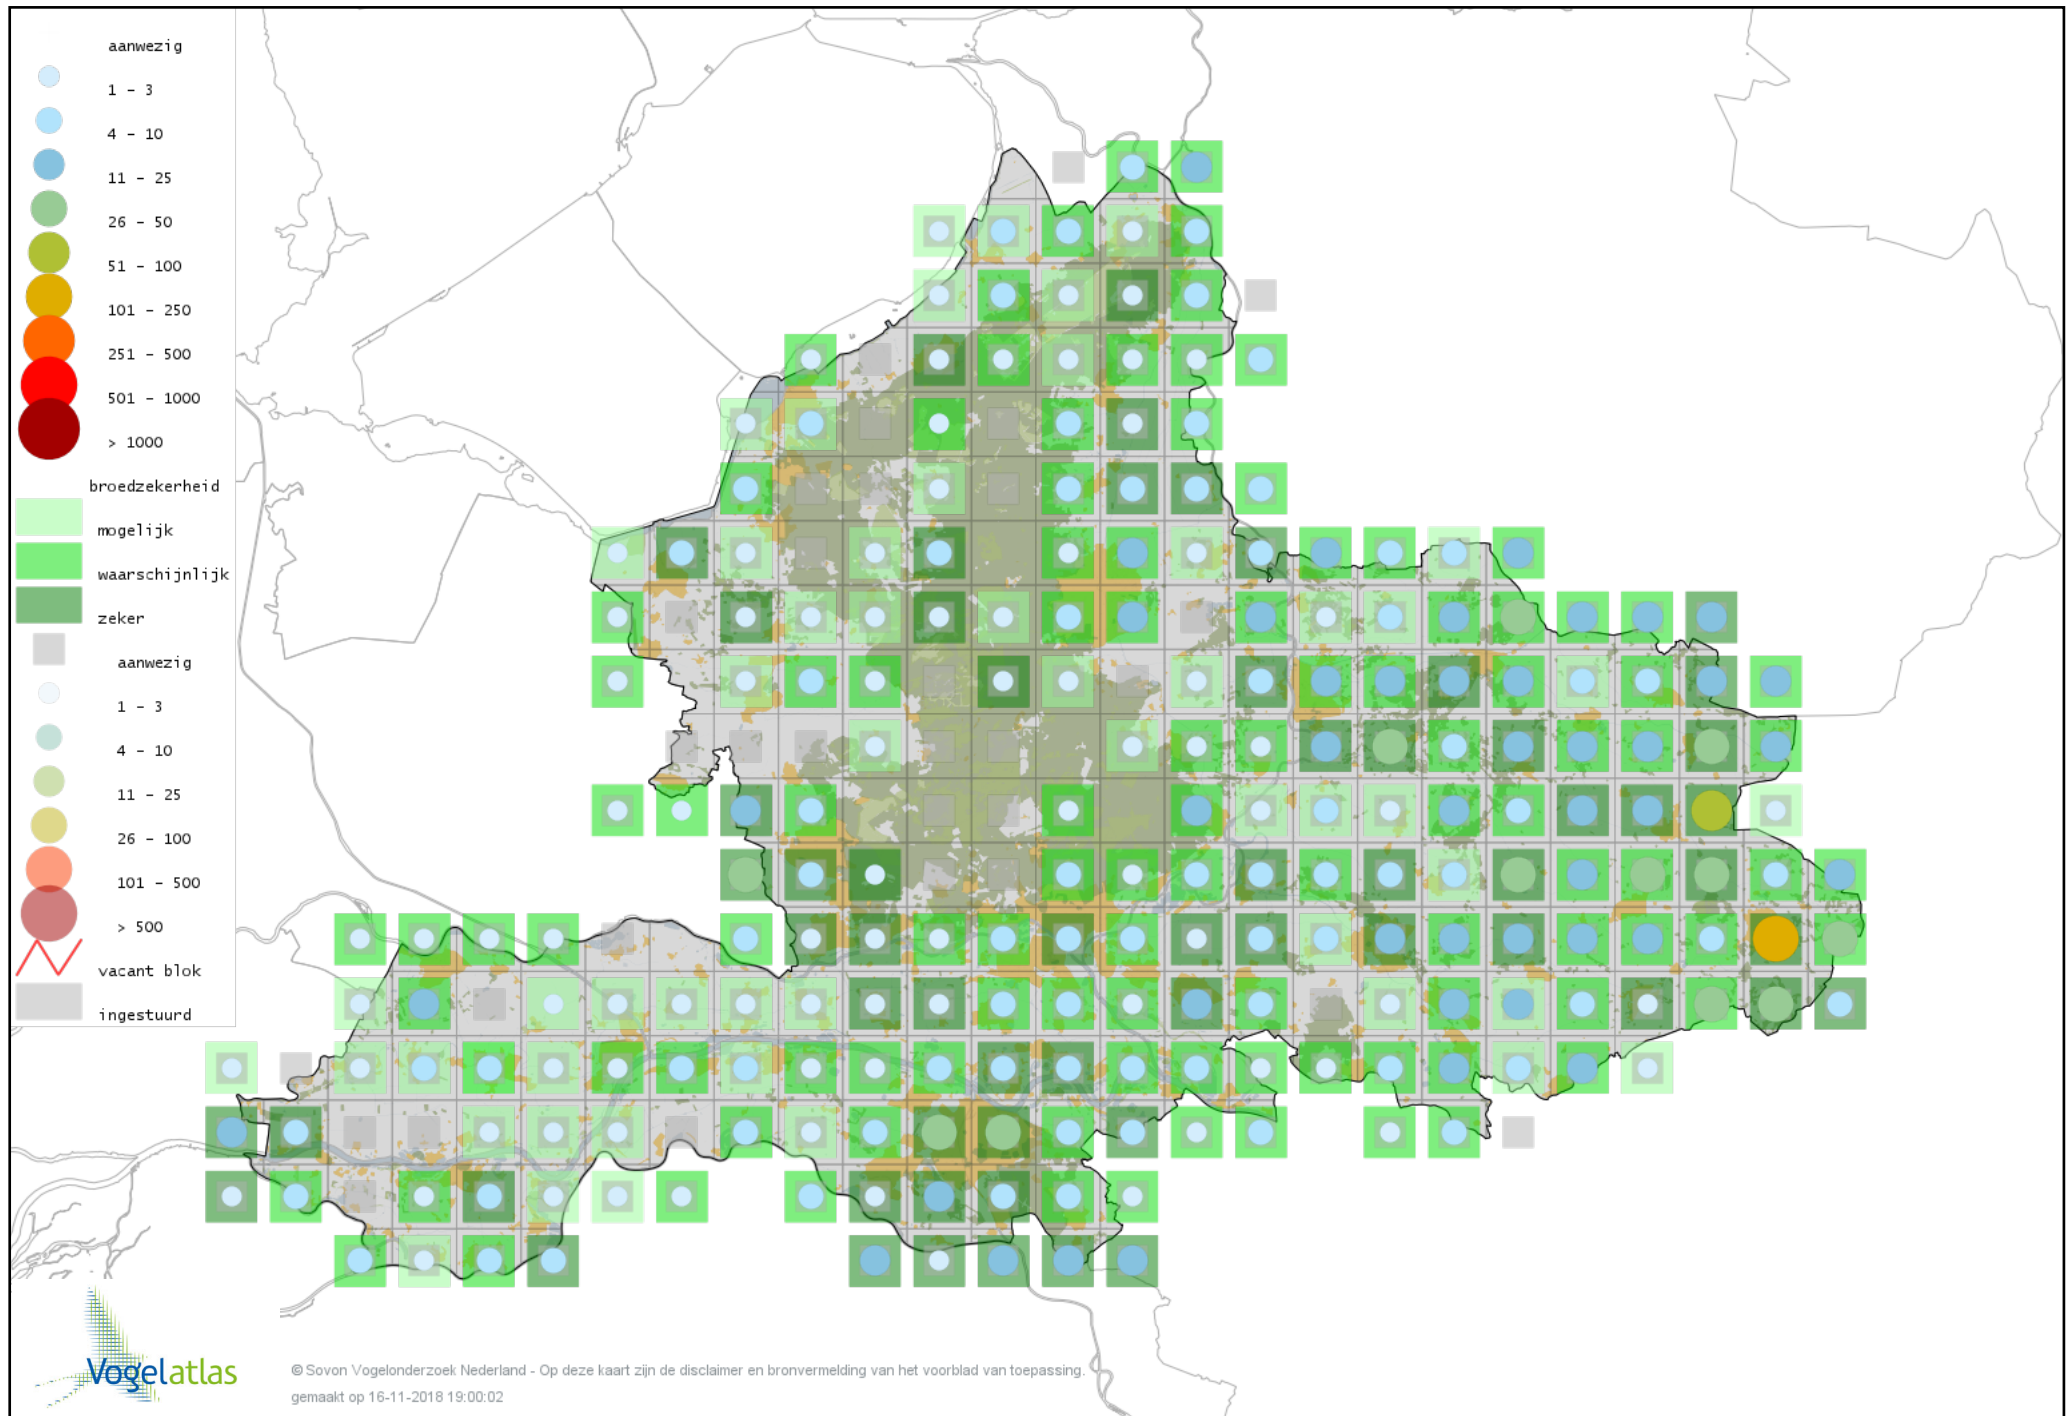 aanwezig
1 - 3
4 - 10
11 - 25
26 - 50
51 - 100
101 - 250
251 - 500
501 - 1000
> 1000
broedzekerheid
mogelijk
waarschijnlijk
zeker
aanwezig
1 - 3
4 - 10
11 - 25
26 - 100
101 - 500
> 500
vacant blok
ingestuurd
Vogelatlas
© Sovon Vogelonderzoek Nederland - Op deze kaart zijn de disclaimer en bronvermelding van het voorblad van toepassing.
gemaakt op 16-11-2018 19:00:02